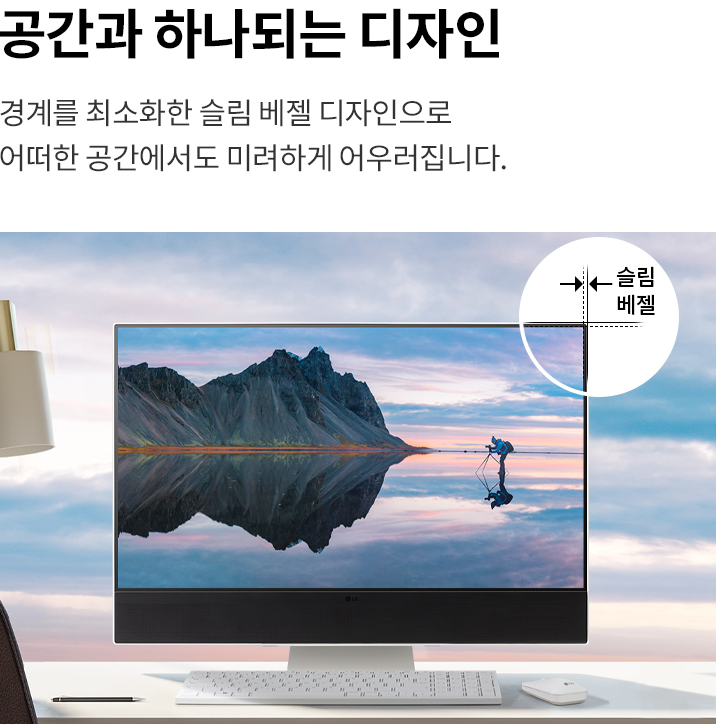 공간과 하나되는 디자인
경계를 최소화한 슬림 베젤 디자인으로
어떠한 공간에서도 미려하게 어우러집니다.
슬림
베젤
LG